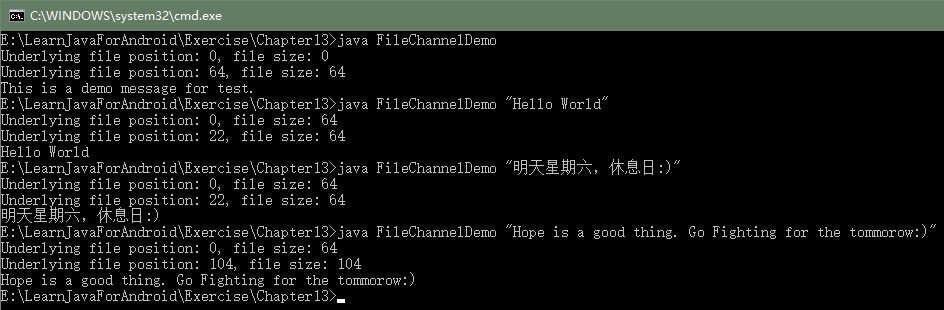 C:\WINDOWS\system32\cmd.exe
E:\LearnJavaForAndroid\Exercise\Chapter13>java FileChannelDemo
Underlying file position: 0, file size: 0
Underlying file position: 64, file size: 64
This is a demo message for test.
E:\LearnJavaForAndroid\Exercise\Chapter13>java FileChannelDemo "Hello World"
Underlying file position: 0, file size: 64
Underlying file position: 22, file size: 64
Hello World
E:\LearnJavaForAndroid\Exercise\Chapter13>java FileChannelDemo "明天星期六，休息日:)"
Underlying file position: 0, file size: 64
Underlying file position: 22, file size: 64
明天星期六，休息日:)
E:\LearnJavaForAndroid\Exercise\Chapter13>java FileChannelDemo "Hope is a good thing. Go Fighting for the tommorow:)"
Underlying file position: 0, file size: 64
Underlying file position: 104, file size: 104
Hope is a good thing. Go Fighting for the tommorow:)
E:\LearnJavaForAndroid\Exercise\Chapter13>